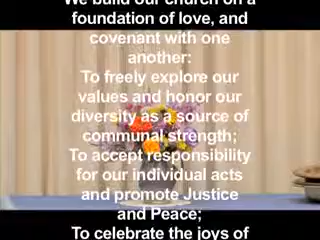 We build our church on a
foundation of love, and
covenant with one
another:
To freely explore our
values and honor our
diversity as a source of
communal strength;
To accept responsibility
for our individual acts
and promote Justice
and Peace;
To celebrate the joys of